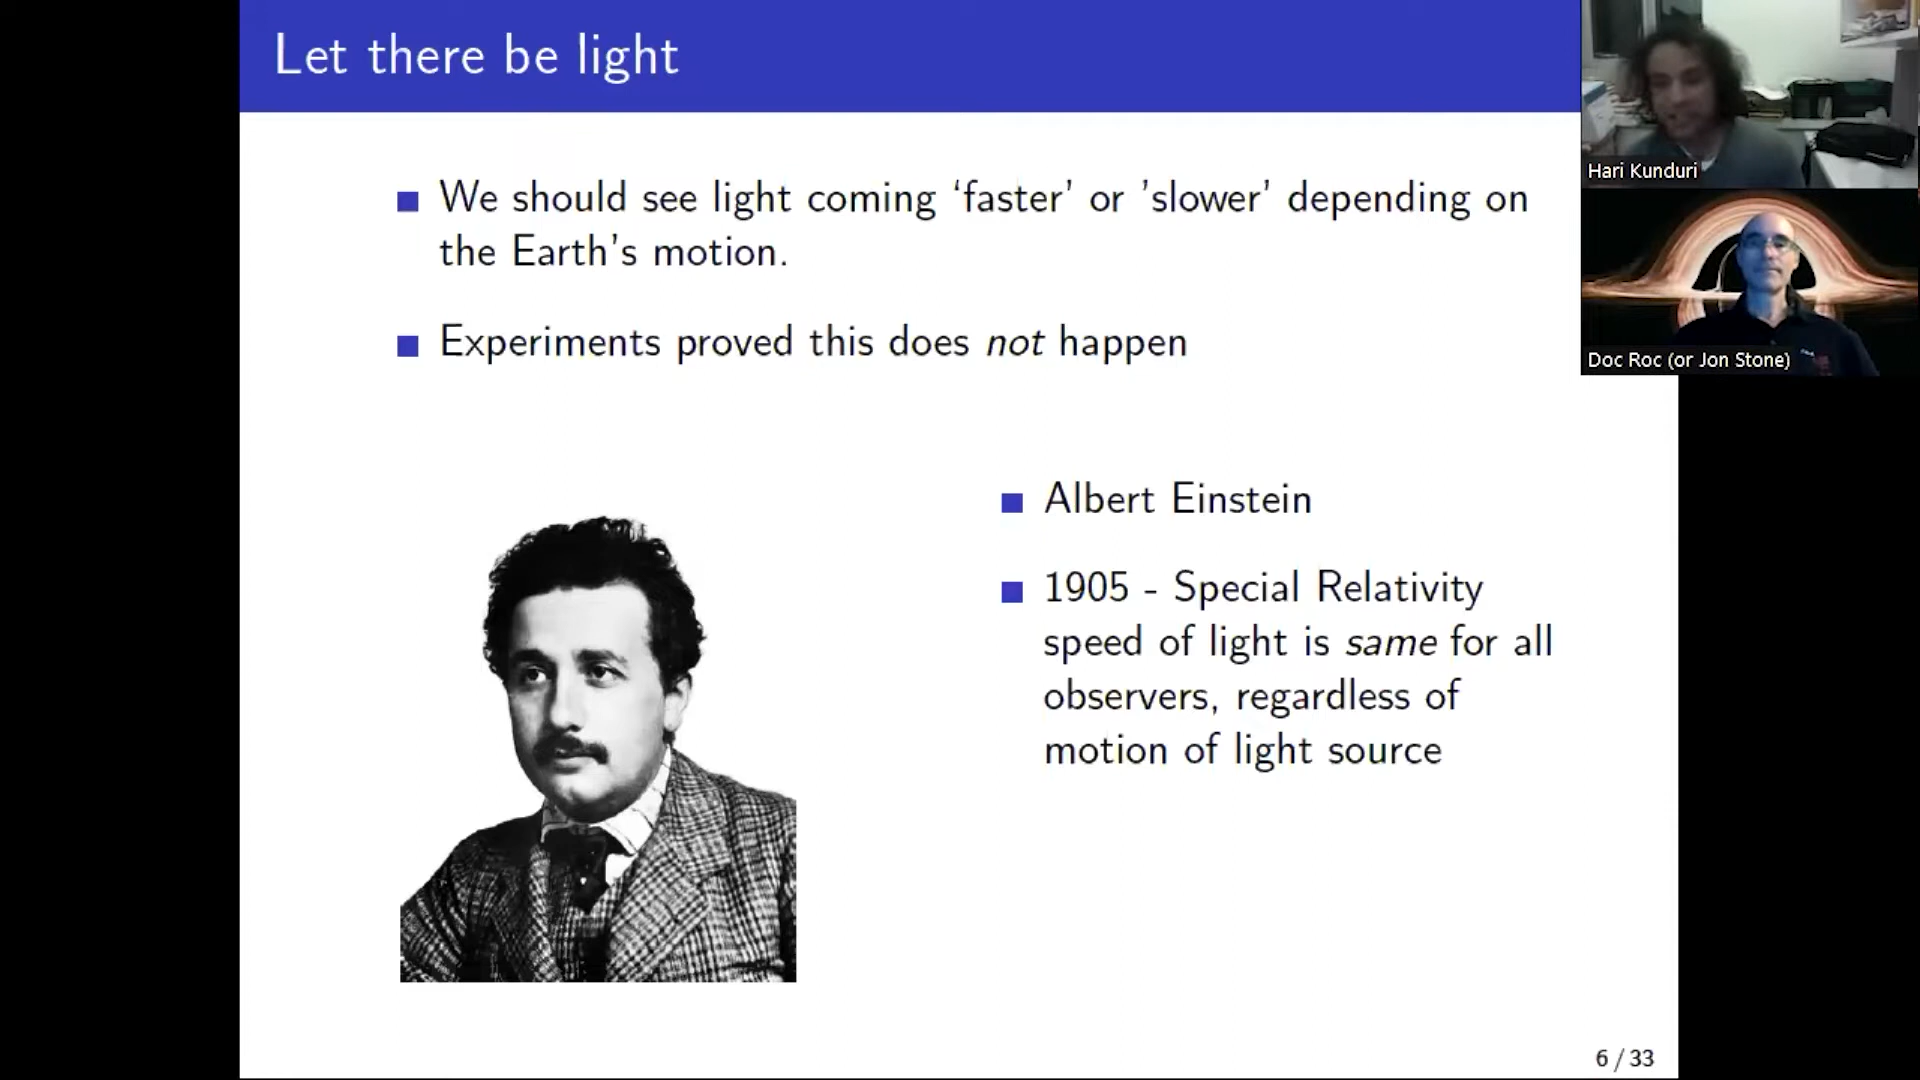 Let there be light
We should see light coming ‘faster’ or ’slower’ depending on
the Earth’s motion.
Experiments proved this does not happen
Albert Einstein
1905 - Special Relativity
speed of light is same for all
observers, regardless of
motion of light source
6 / 33
Hari Kunduri
Doc Roc (or Jon Stone)